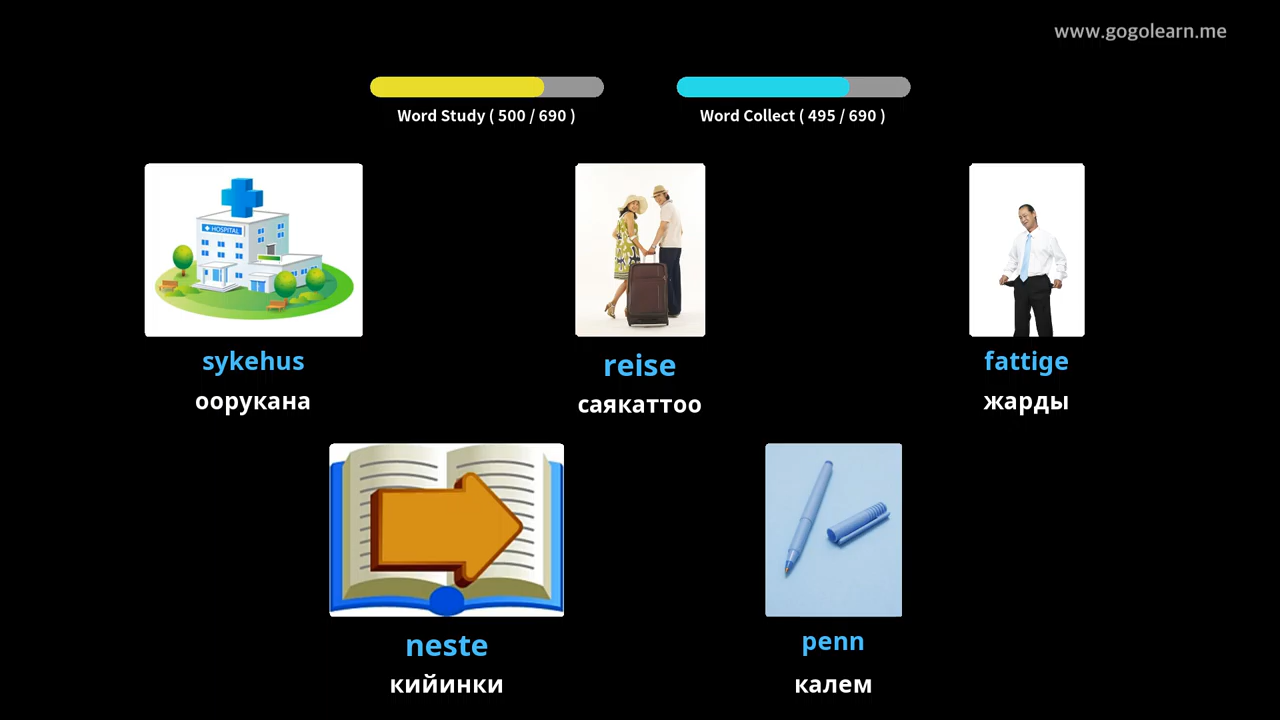 www.gogolearn.me
Word Study ( 500 / 690 )
Word Collect ( 495 / 690 )
HOSPITAL
sykehus
reise
fattige
оорукана
саякаттоо
жарды
neste
penn
кийинки
калем